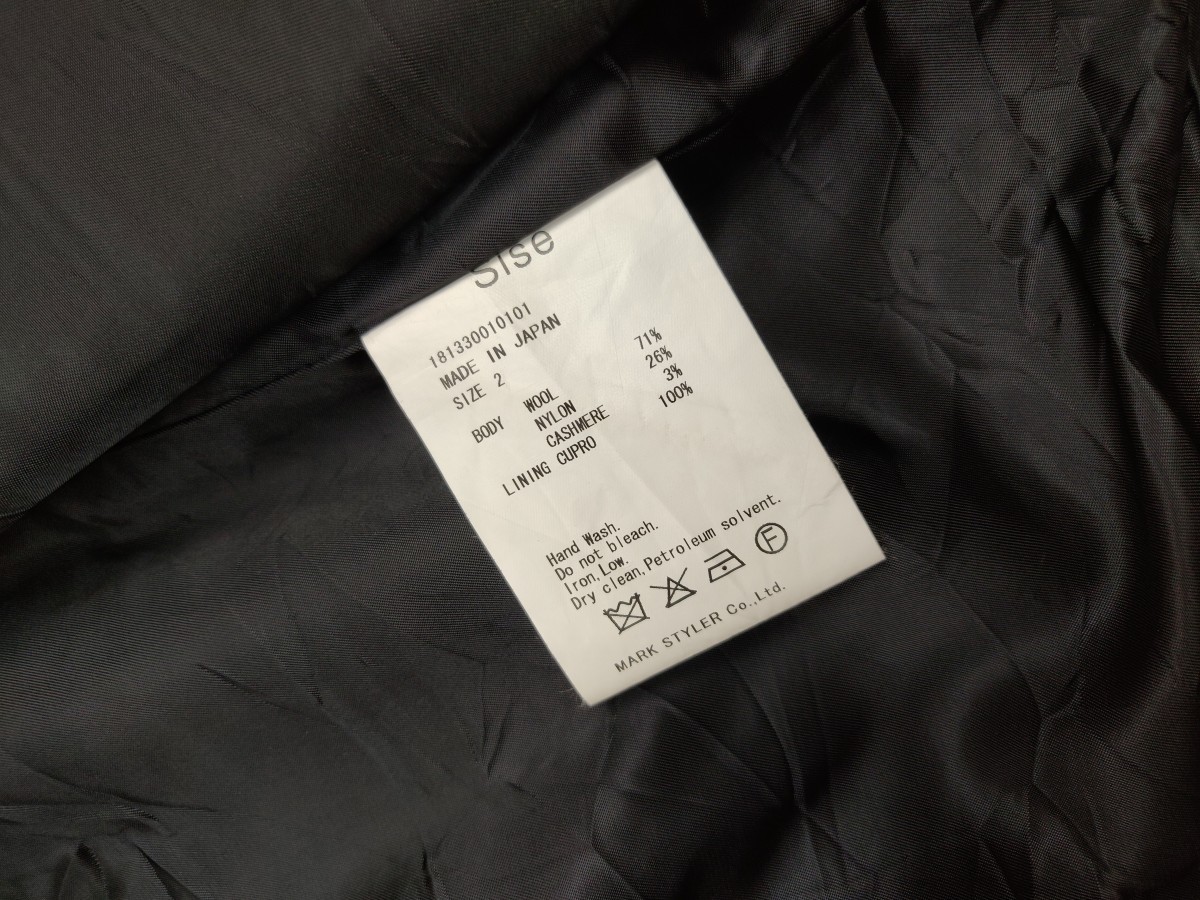 Sise
181330010101
MADE IN JAPAN
SIZE 2
BODY WOOL 71%
NYLON 26%
CASHMERE 3%
LINING CUPRO 100%
Hand Wash.
Do not bleach.
Iron,Low.
Dry clean,Petroleum solvent.
F
MARK STYLER Co.,Ltd.